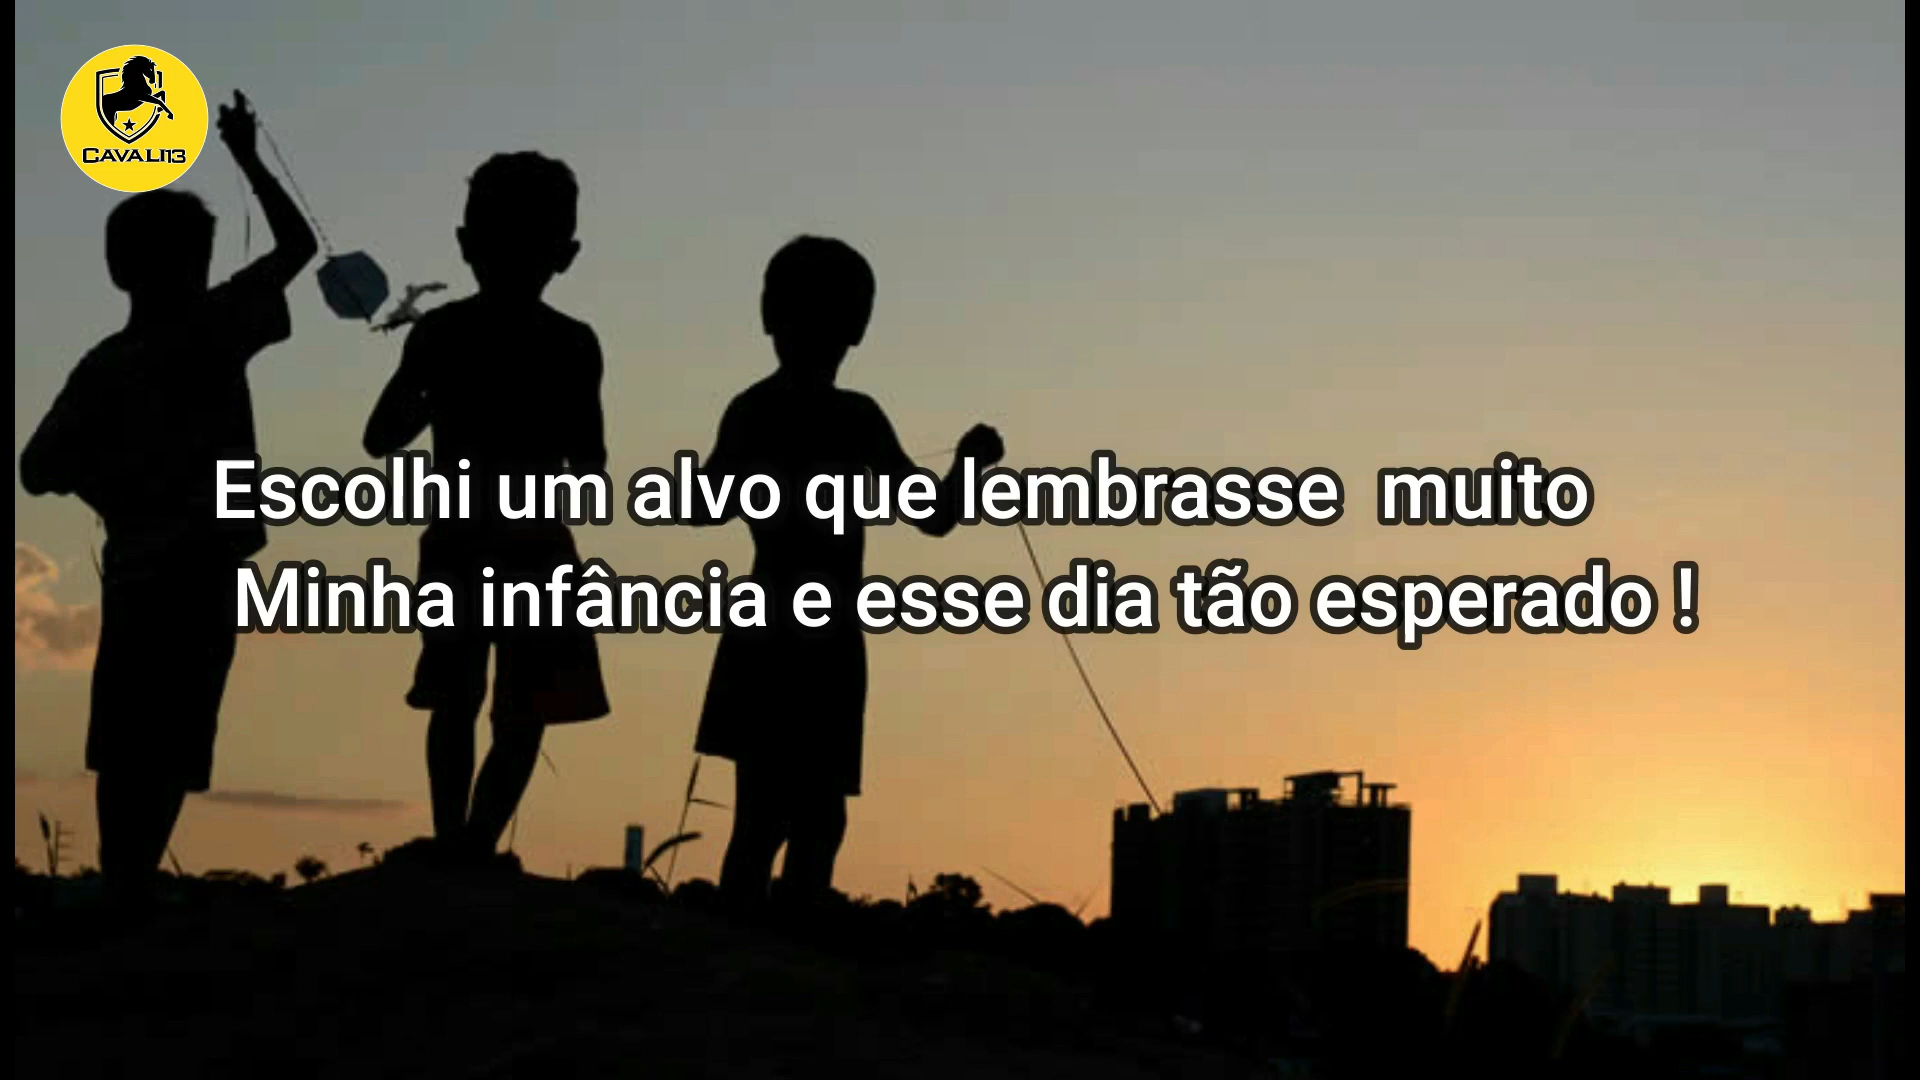 CAVALI13
Escolhi um alvo que lembrasse muito
Minha infância e esse dia tão esperado !